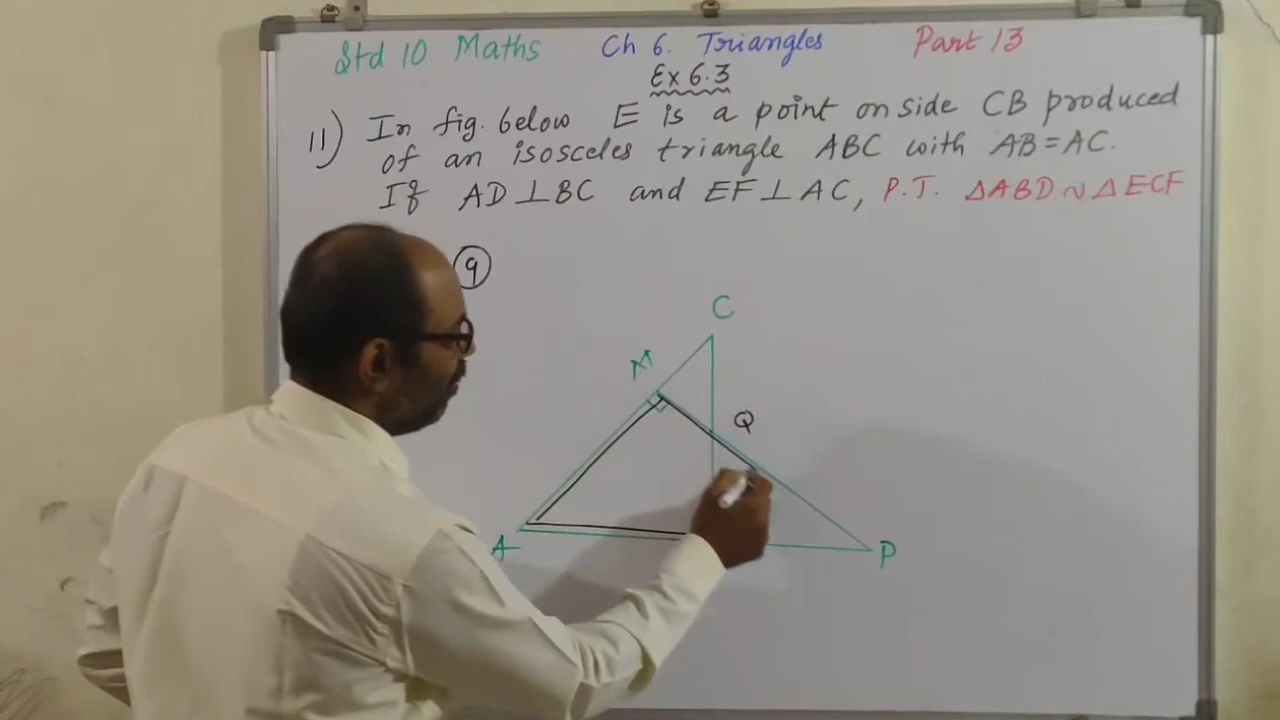 Std 10 Maths Ch 6. Triangles Part 13
Ex 6.3
11) In fig. below E is a point on side CB produced
of an isosceles triangle ABC with AB=AC.
If AD⊥BC and EF⊥AC, P.T. ΔABD ~ ΔECF
9
C
M
Q
A
P